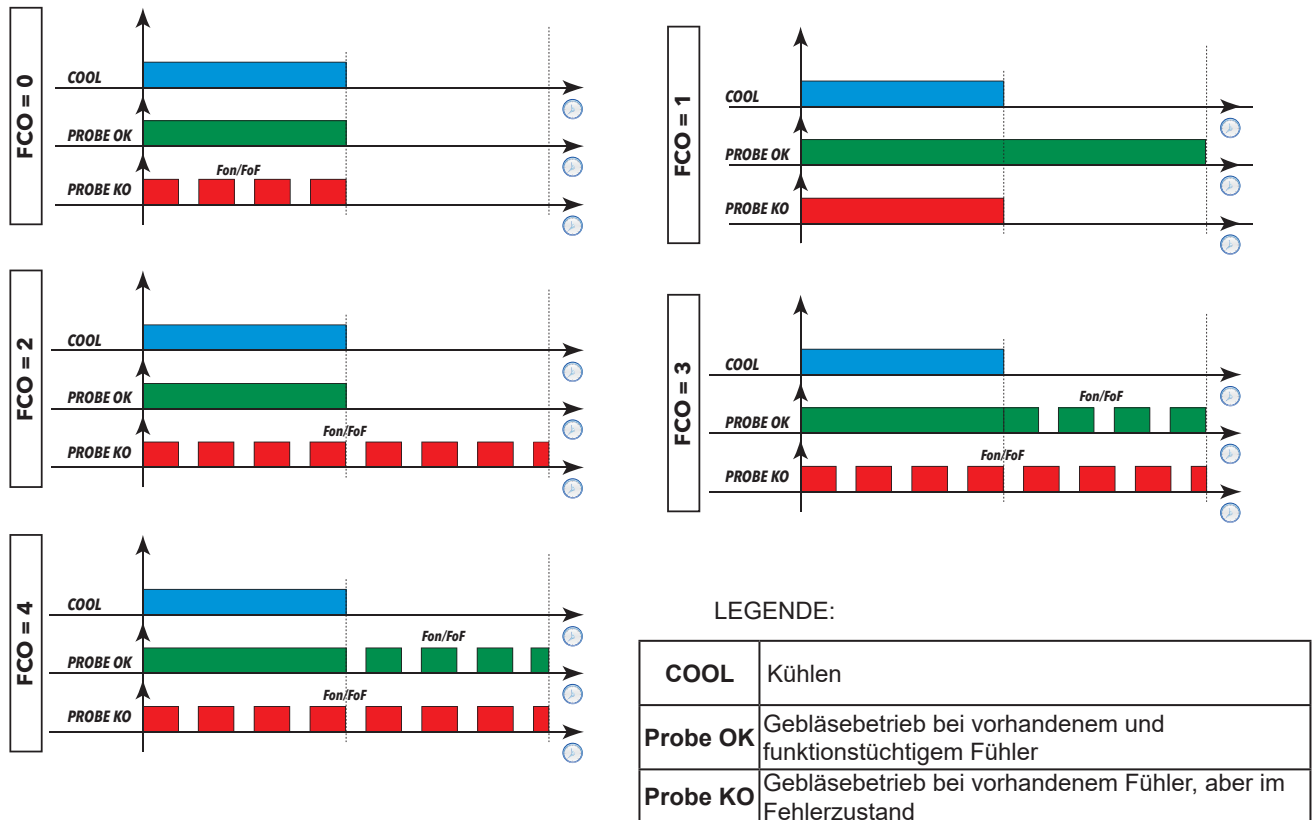 FCO = 0
COOL
PROBE OK
Fon/FoF
PROBE KO
FCO = 1
COOL
PROBE OK
PROBE KO
FCO = 2
COOL
PROBE OK
Fon/FoF
PROBE KO
FCO = 3
COOL
Fon/FoF
PROBE OK
Fon/FoF
PROBE KO
FCO = 4
COOL
Fon/FoF
PROBE OK
Fon/FoF
PROBE KO
LEGENDE:
COOL Kühlen
Probe OK Gebläsebetrieb bei vorhandenem und
funktionstüchtigem Fühler
Probe KO Gebläsebetrieb bei vorhandenem Fühler, aber im
Fehlerzustand